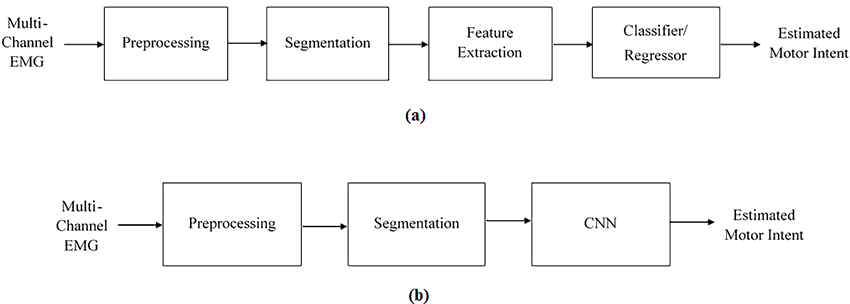 Multi-
Channel
EMG
Preprocessing
Segmentation
Feature
Extraction
Classifier/
Regressor
Estimated
Motor Intent
(a)
Multi-
Channel
EMG
Preprocessing
Segmentation
CNN
Estimated
Motor Intent
(b)